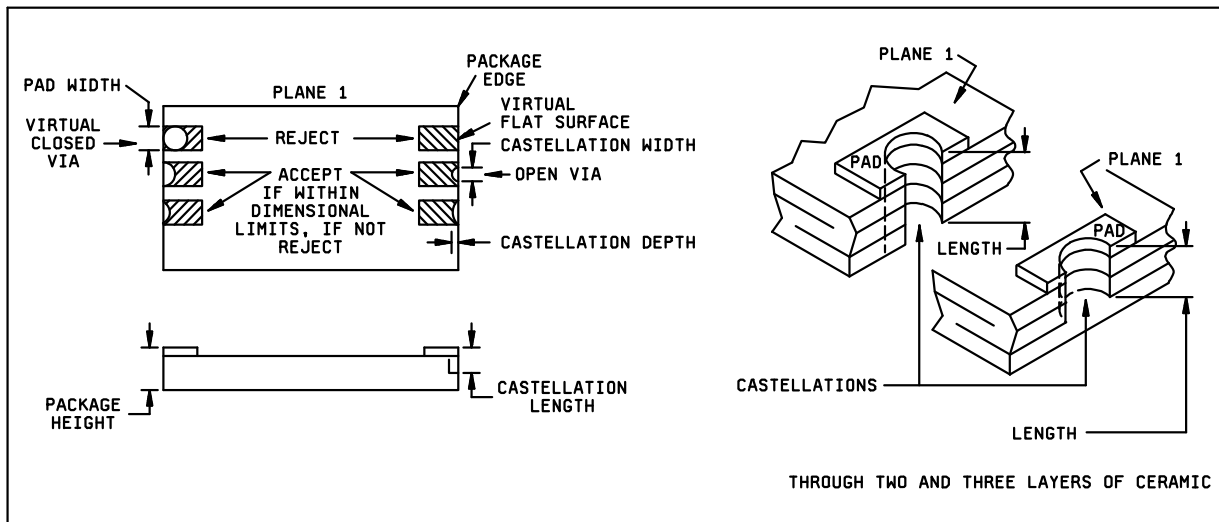 PAD WIDTH
VIRTUAL
CLOSED
VIA
PLANE 1
PACKAGE
EDGE
VIRTUAL
FLAT SURFACE
CASTELLATION WIDTH
OPEN VIA
REJECT
ACCEPT
IF WITHIN
DIMENSIONAL
LIMITS, IF NOT
REJECT
CASTELLATION DEPTH
PACKAGE
HEIGHT
CASTELLATION
LENGTH
PLANE 1
PAD
LENGTH
PLANE 1
PAD
CASTELLATIONS
LENGTH
THROUGH TWO AND THREE LAYERS OF CERAMIC